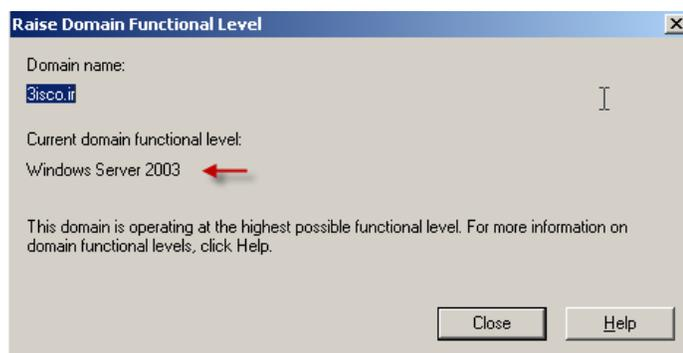 Raise Domain Functional Level
Domain name:
3isco.ir
Current domain functional level:
Windows Server 2003
This domain is operating at the highest possible functional level. For more information on
domain functional levels, click Help.
Close
Help